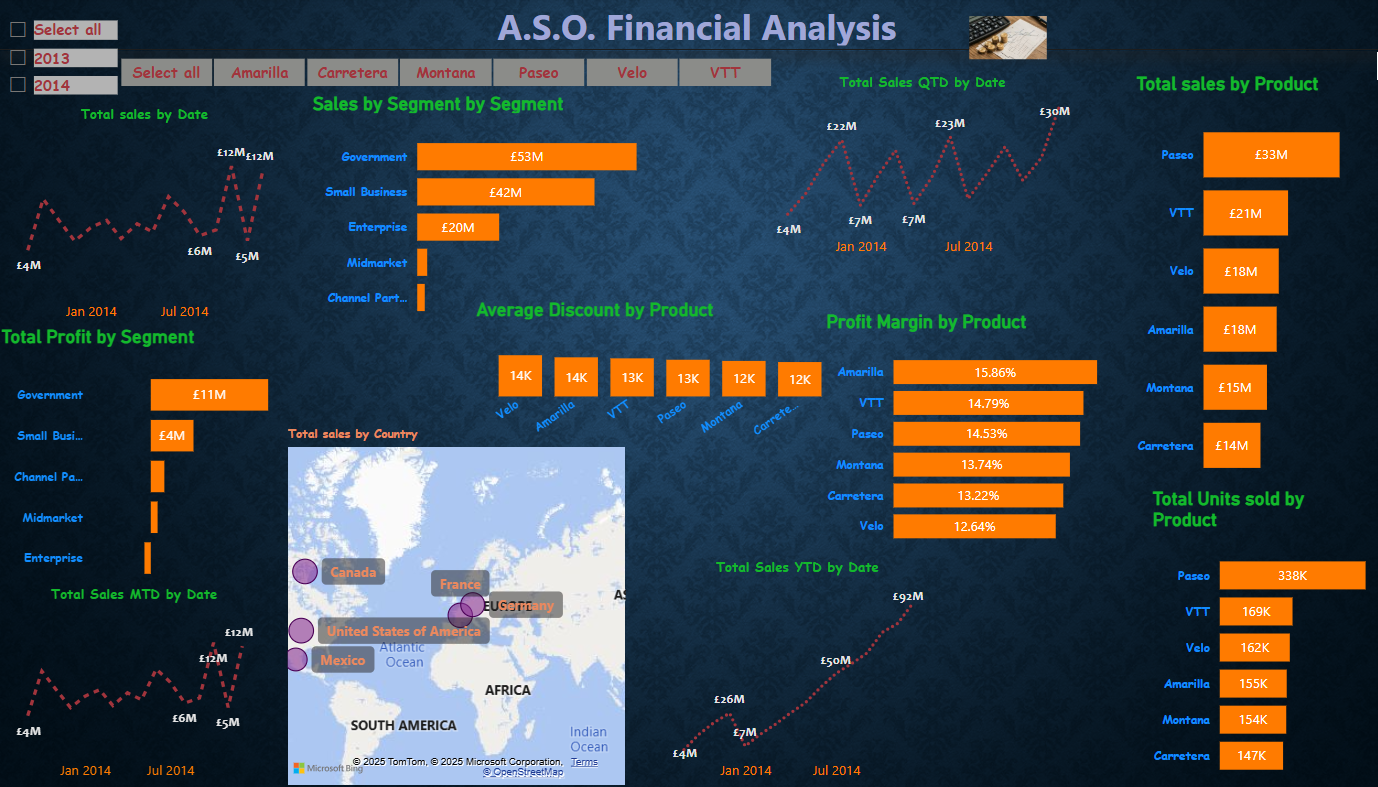 A.S.O. Financial Analysis
Select all
2013
2014
Select all Amarilla Carretera Montana Paseo Velo VTT
Total sales by Date
£4M
£6M
£12M
£5M
£12M
Jan 2014 Jul 2014
Sales by Segment by Segment
Government £53M
Small Business £42M
Enterprise £20M
Midmarket
Channel Part...
Total Sales QTD by Date
£4M
£22M
£7M
£7M
£23M
£30M
Jan 2014 Jul 2014
Total sales by Product
Paseo £33M
VTT £21M
Velo £18M
Amarilla £18M
Montana £15M
Carretera £14M
Total Profit by Segment
Government £11M
Small Busi... £4M
Channel Pa...
Midmarket
Enterprise
Average Discount by Product
14K 14K 13K 13K 12K 12K
Velo Amarilla VTT Paseo Montana Carrete...
Profit Margin by Product
Amarilla 15.86%
VTT 14.79%
Paseo 14.53%
Montana 13.74%
Carretera 13.22%
Velo 12.64%
Total sales by Country
Canada
France
Germany
EUROPE
United States of America
Mexico
Atlantic
Ocean
AFRICA
SOUTH AMERICA
Indian
Ocean
Microsoft Bing
© 2025 TomTom, © 2025 Microsoft Corporation, Terms
© OpenStreetMap
Total Units sold by
Product
Paseo 338K
VTT 169K
Velo 162K
Amarilla 155K
Montana 154K
Carretera 147K
Total Sales MTD by Date
£4M
£6M
£12M
£5M
£12M
Jan 2014 Jul 2014
Total Sales YTD by Date
£4M
£26M
£7M
£50M
£92M
Jan 2014 Jul 2014